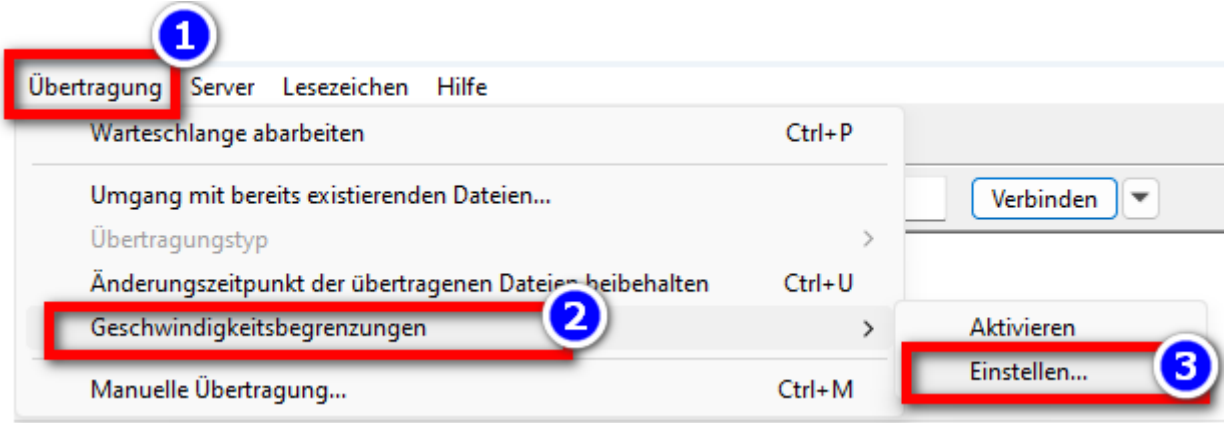 1
Übertragung Server Lesezeichen Hilfe
Warteschlange abarbeiten Ctrl+P
Umgang mit bereits existierenden Dateien...
Verbinden
Übertragungstyp
Änderungszeitpunkt der übertragenen Dateien beibehalten Ctrl+U
Geschwindigkeitsbegrenzungen 2
Aktivieren
Einstellen... 3
Manuelle Übertragung... Ctrl+M